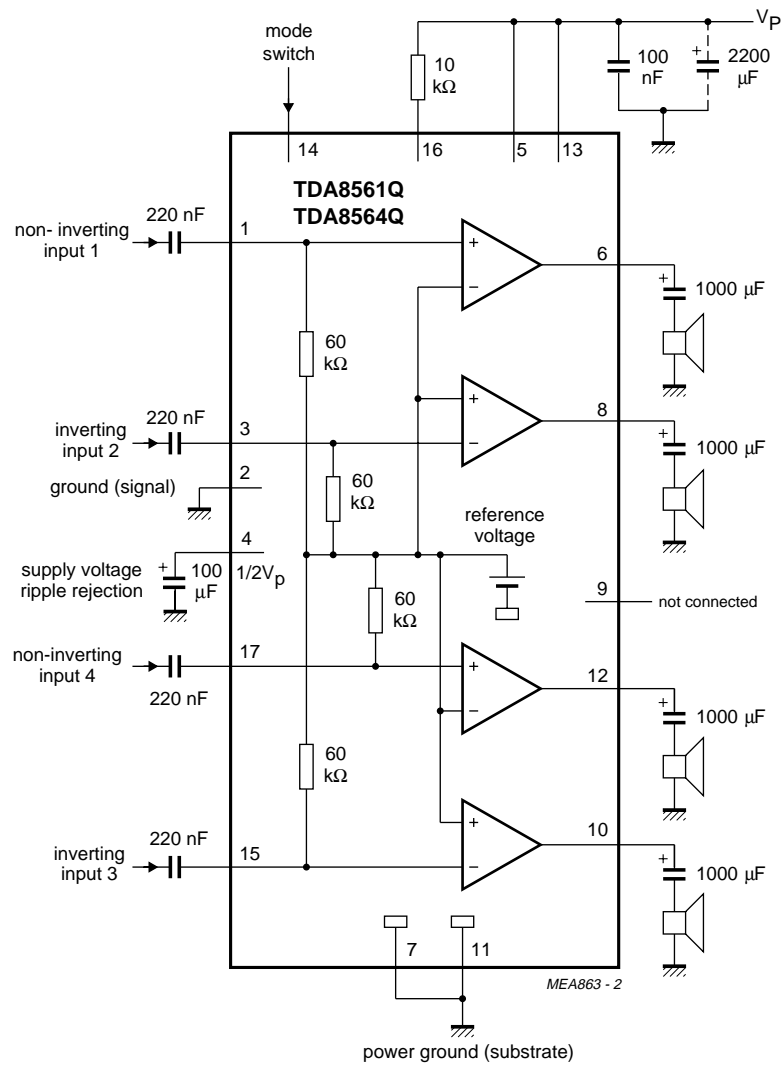 V_P
mode
switch
10
kΩ
100
nF
+
2200
μF
14
16
5
13
TDA8561Q
TDA8564Q
non- inverting
input 1
220 nF
1
+
−
6
+
1000 μF
60
kΩ
inverting
input 2
220 nF
3
+
−
8
+
1000 μF
2
ground (signal)
60
kΩ
reference
voltage
4
supply voltage
ripple rejection
+
100
μF
1/2V_p
9
not connected
60
kΩ
non-inverting
input 4
220 nF
17
+
−
12
+
1000 μF
60
kΩ
inverting
input 3
220 nF
15
+
−
10
+
1000 μF
7
11
MEA863 - 2
power ground (substrate)